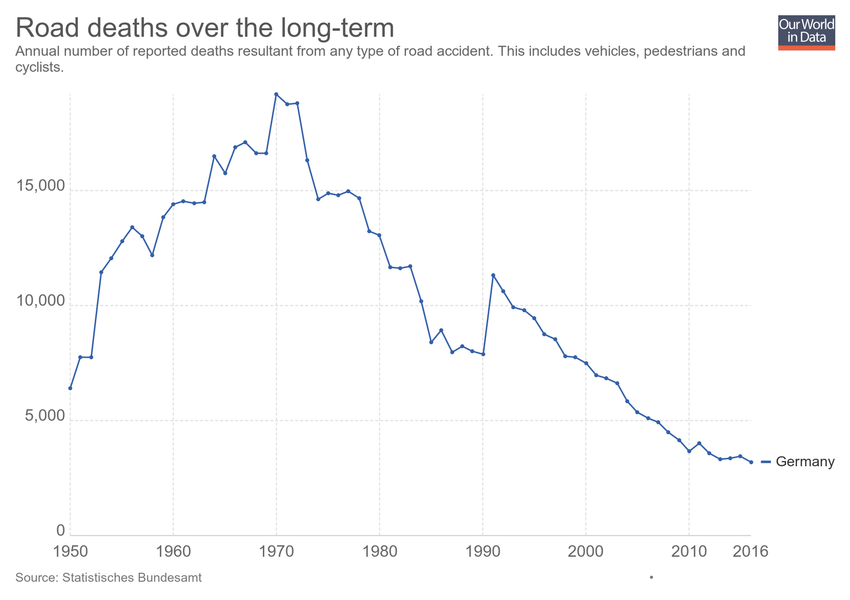 Road deaths over the long-term
Our World
in Data
Annual number of reported deaths resultant from any type of road accident. This includes vehicles, pedestrians and
cyclists.
15,000
10,000
5,000
0
Germany
1950 1960 1970 1980 1990 2000 2010 2016
Source: Statistisches Bundesamt